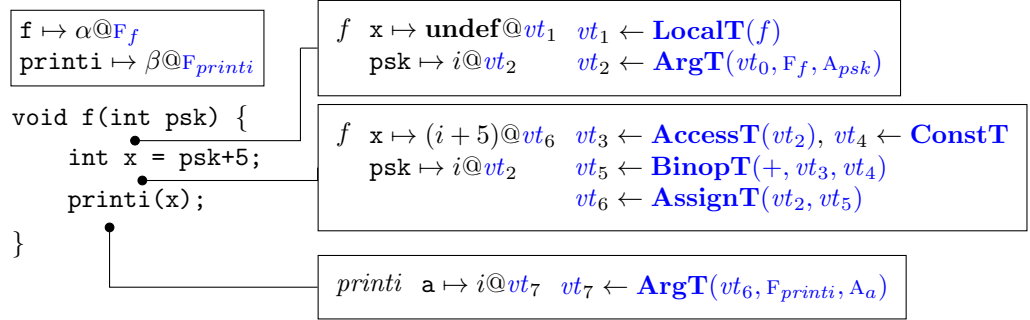 f ↦ α@F_f
printi ↦ β@F_printi
void f(int psk) {
int x = psk+5;
printi(x);
}
f x ↦ undef@vt_1 vt_1 ← LocalT(f)
psk ↦ i@vt_2 vt_2 ← ArgT(vt_0, F_f, A_psk)
f x ↦ (i + 5)@vt_6 vt_3 ← AccessT(vt_2), vt_4 ← ConstT
psk ↦ i@vt_2 vt_5 ← BinopT(+, vt_3, vt_4)
vt_6 ← AssignT(vt_2, vt_5)
printi a ↦ i@vt_7 vt_7 ← ArgT(vt_6, F_printi, A_a)